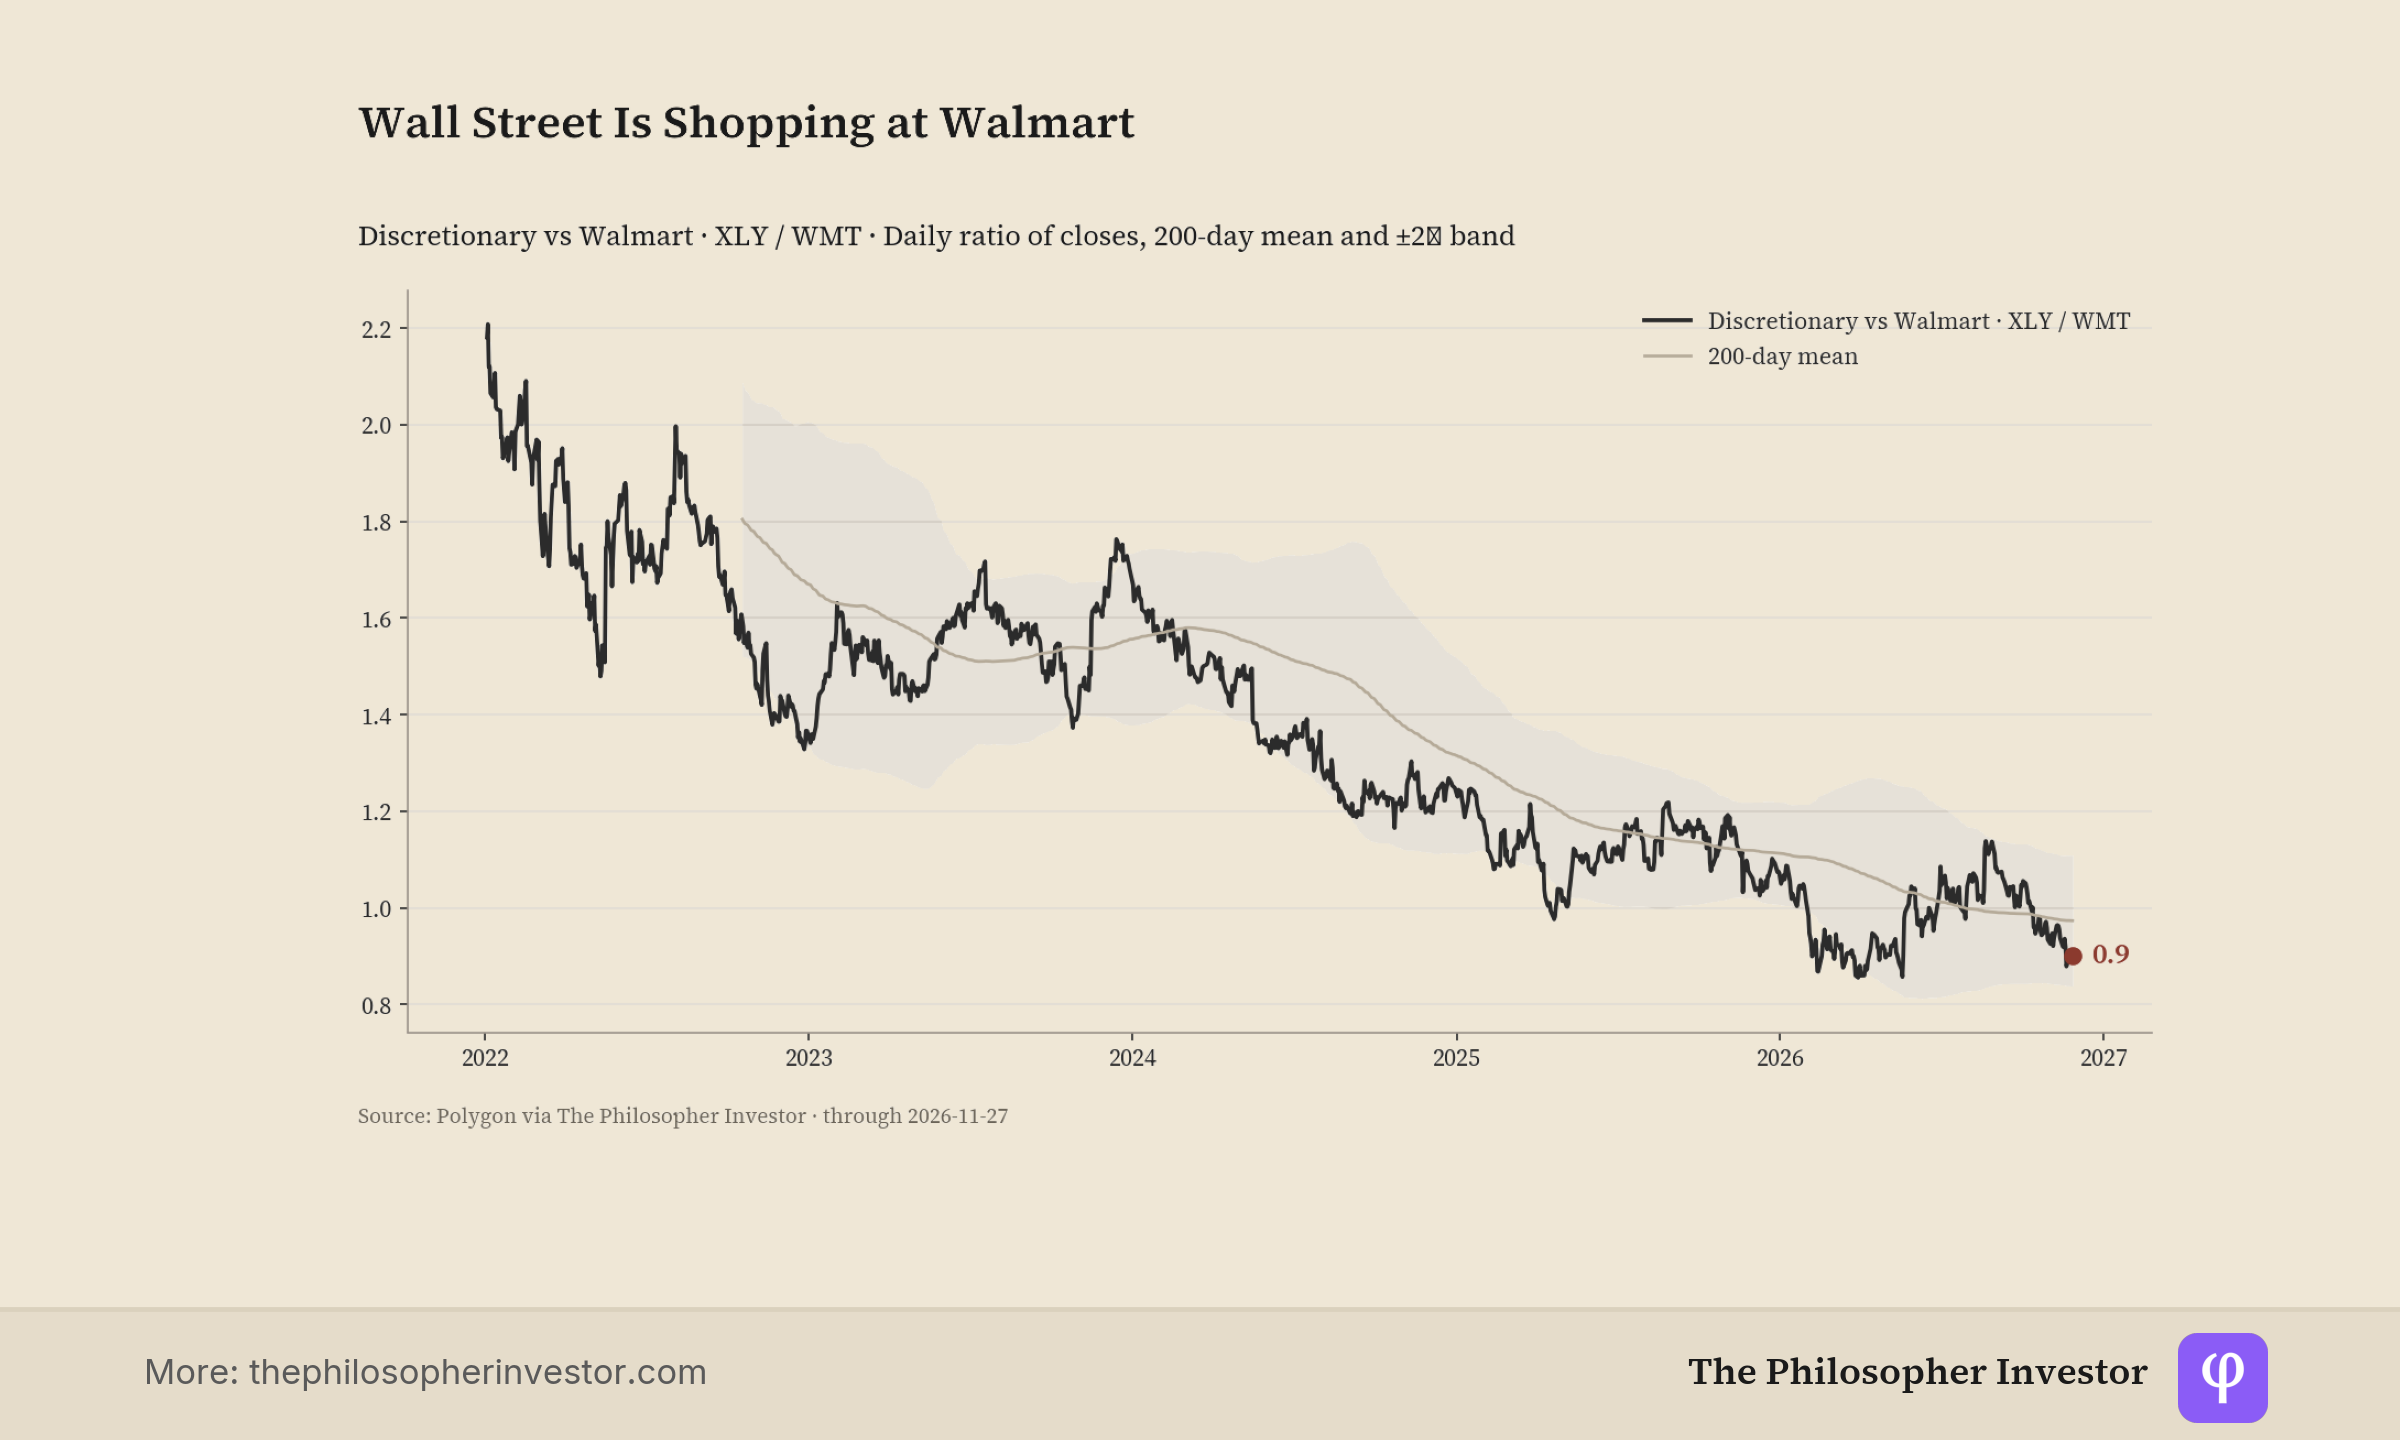 Wall Street Is Shopping at Walmart
Discretionary vs Walmart · XLY / WMT · Daily ratio of closes, 200-day mean and ±2 band
Discretionary vs Walmart · XLY / WMT
200-day mean
2.2
2.0
1.8
1.6
1.4
1.2
1.0
0.8
0.9
2022 2023 2024 2025 2026 2027
Source: Polygon via The Philosopher Investor · through 2026-11-27
More: thephilosopherinvestor.com
The Philosopher Investor φ